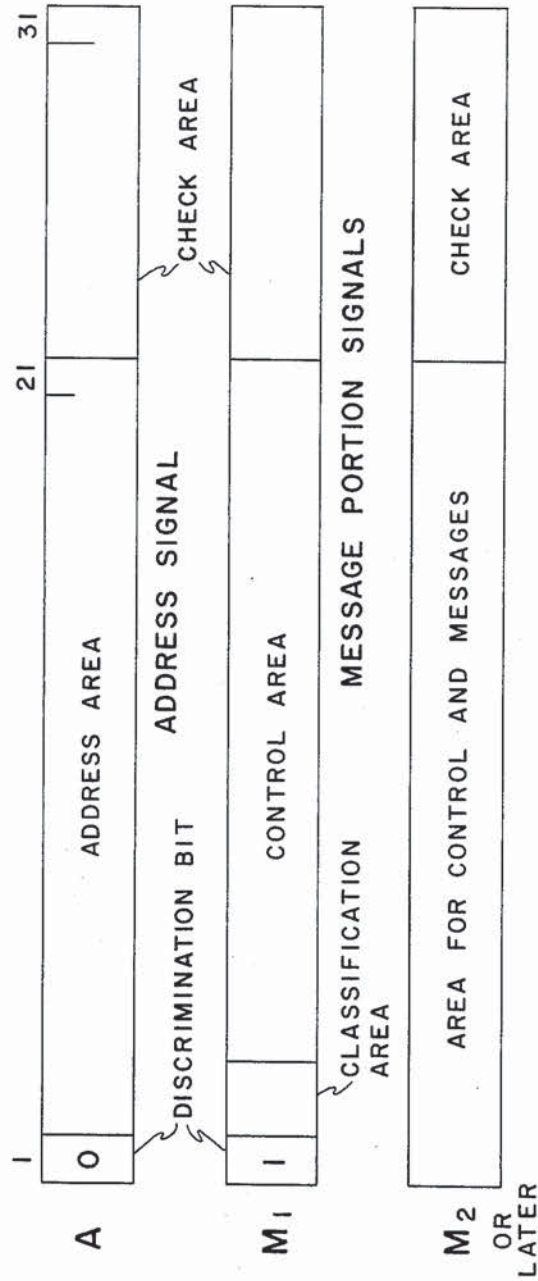 1 21 31
A 0 ADDRESS AREA
DISCRIMINATION BIT ADDRESS SIGNAL CHECK AREA
M1 1 CONTROL AREA
CLASSIFICATION
AREA
MESSAGE PORTION SIGNALS
M2
OR
LATER
AREA FOR CONTROL AND MESSAGES CHECK AREA